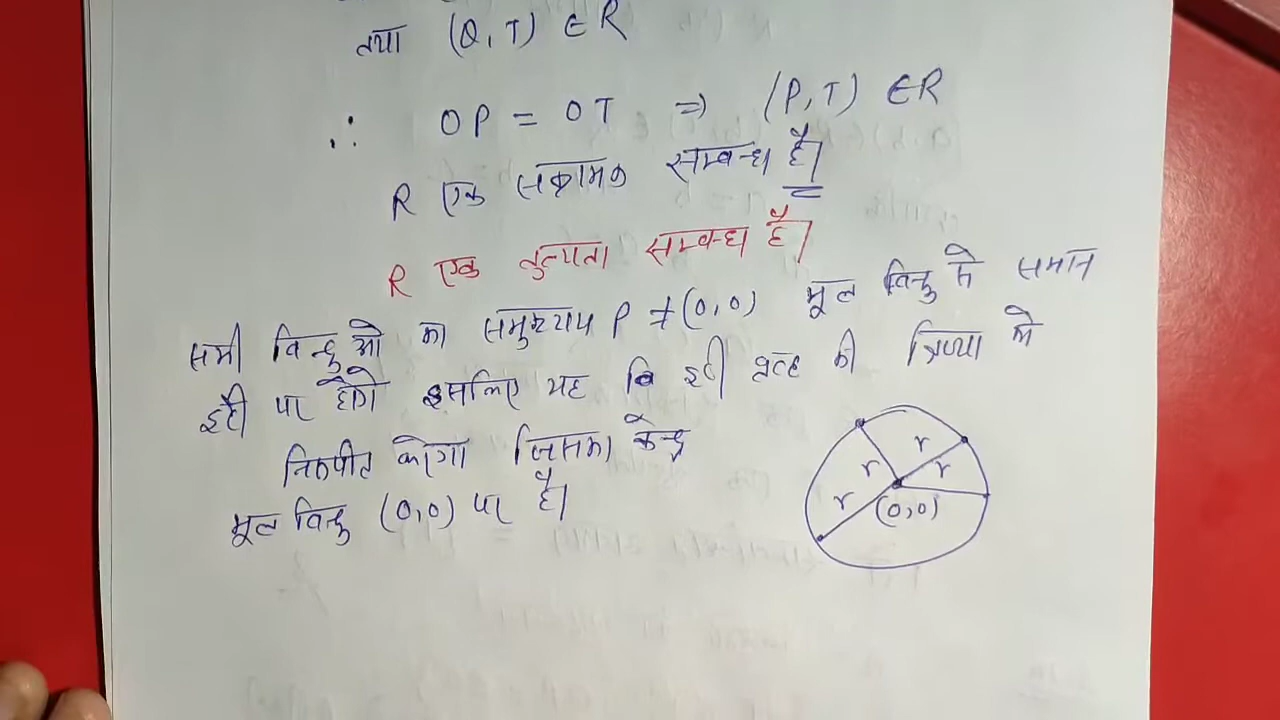 तथा (Q,T) ∈ R
∴ OP = OT ⇒ (P,T) ∈ R
R एक संक्रामक सम्बन्ध है।
R एक तुल्यता सम्बन्ध है।
सभी विन्दुओ का समुच्चय P ≠ (0,0) मूल विन्दु से समान
दूरी पर होंगे इसलिए यह की त्रिज्या को
निरूपीत करेगा जिसका केन्द्र
मूल विन्दु (0,0) पर है।
r
r
r
r
(0,0)